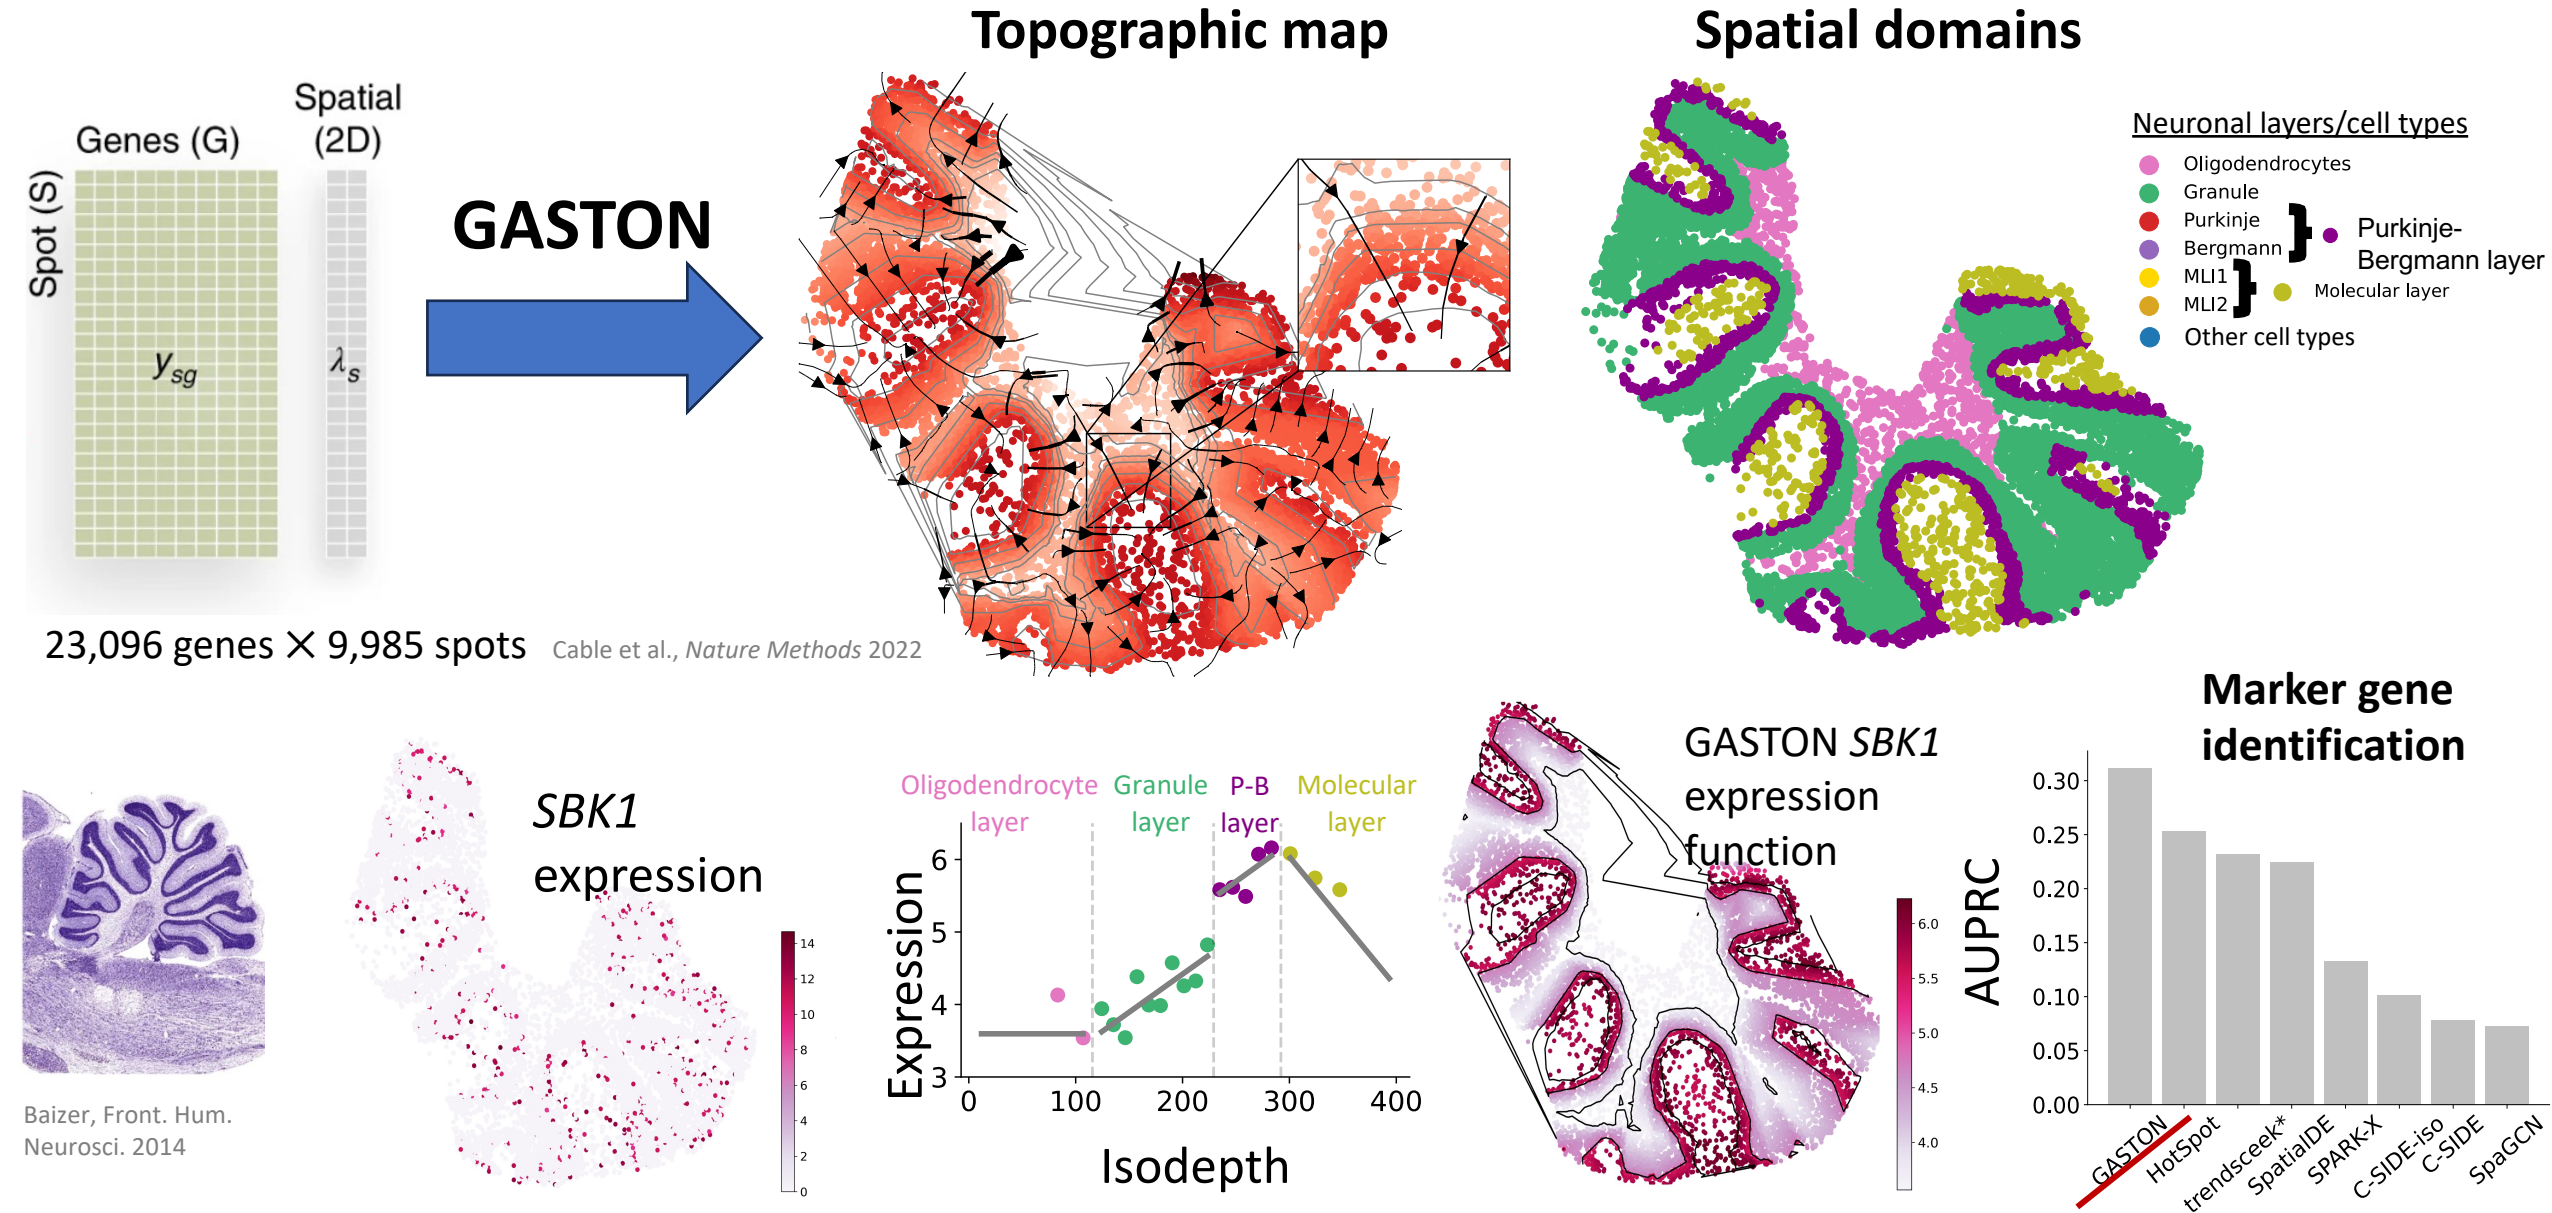 Topographic map
Spatial domains
Genes (G)
Spatial
(2D)
Spot (S)
ysg
λs
GASTON
23,096 genes × 9,985 spots
Cable et al., Nature Methods 2022
Neuronal layers/cell types
Oligodendrocytes
Granule
Purkinje
Bergmann
MLI1
MLI2
Other cell types
Purkinje-
Bergmann layer
Molecular layer
Baizer, Front. Hum.
Neurosci. 2014
SBK1
expression
14
12
10
8
6
4
2
0
Oligodendrocyte
layer
Granule
layer
P-B
layer
Molecular
layer
Expression
6
5
4
3
0 100 200 300 400
Isodepth
GASTON SBK1
expression
function
6.0
5.5
5.0
4.5
4.0
Marker gene
identification
AUPRC
0.30
0.25
0.20
0.15
0.10
0.05
0.00
GASTON
HotSpot
trendsceek*
SpatialDE
SPARK-X
C-SIDE-iso
C-SIDE
SpaGCN